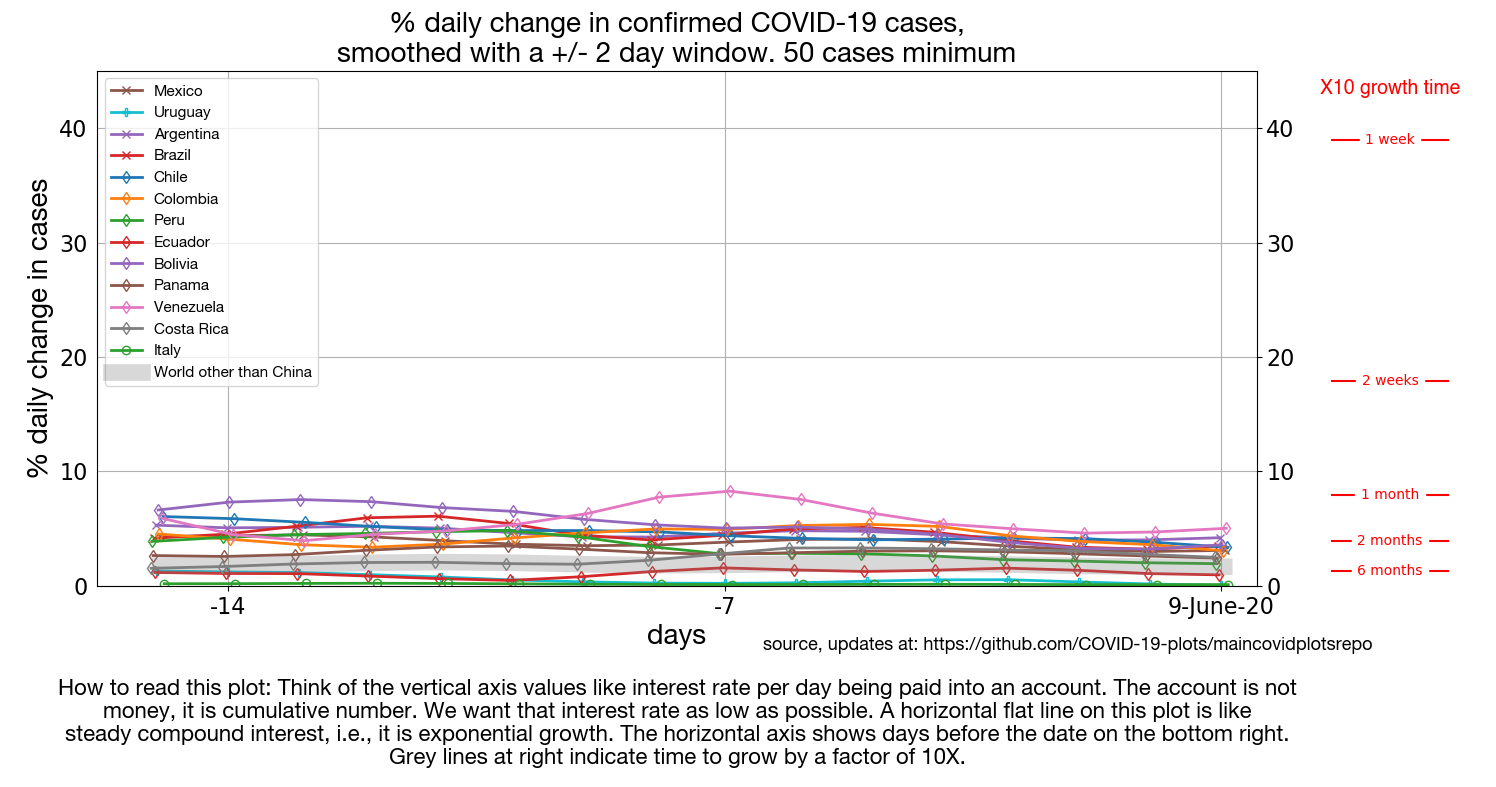 % daily change in confirmed COVID-19 cases,
smoothed with a +/- 2 day window. 50 cases minimum
X10 growth time
Mexico
Uruguay
Argentina
Brazil
Chile
Colombia
Peru
Ecuador
Bolivia
Panama
Venezuela
Costa Rica
Italy
World other than China
% daily change in cases
40
30
20
10
0
40
30
20
10
0
1 week
2 weeks
1 month
2 months
6 months
-14
-7
9-June-20
days
source, updates at: https://github.com/COVID-19-plots/maincovidplotsrepo
How to read this plot: Think of the vertical axis values like interest rate per day being paid into an account. The account is not
money, it is cumulative number. We want that interest rate as low as possible. A horizontal flat line on this plot is like
steady compound interest, i.e., it is exponential growth. The horizontal axis shows days before the date on the bottom right.
Grey lines at right indicate time to grow by a factor of 10X.